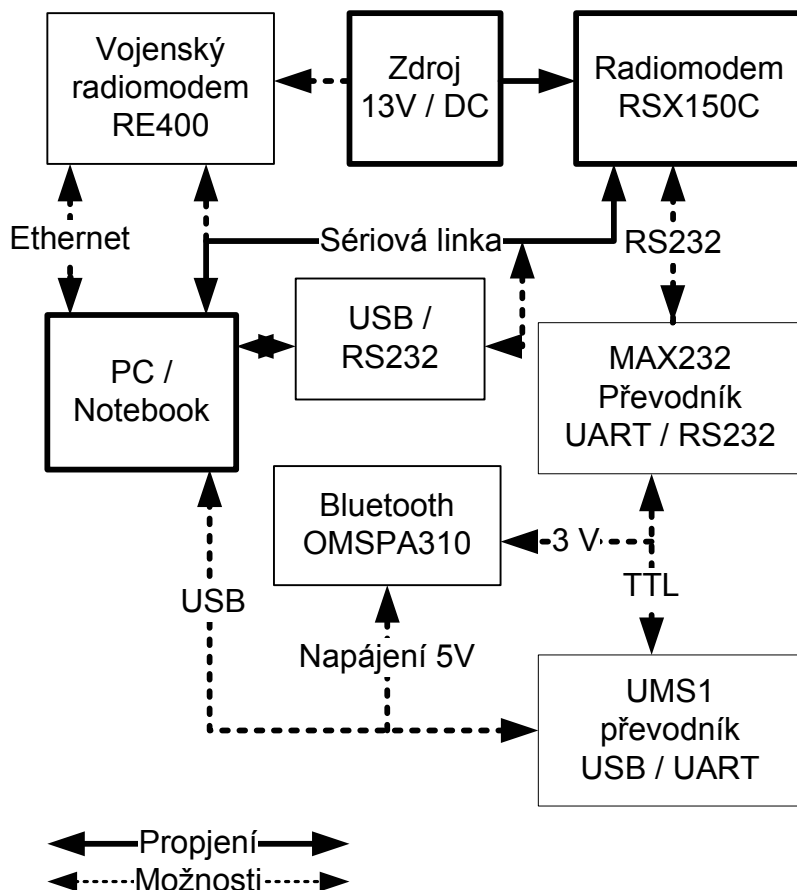 Vojenský
radiomodem
RE400
Zdroj
13V / DC
Radiomodem
RSX150C
Ethernet
Sériová linka
RS232
PC /
Notebook
USB /
RS232
MAX232
Převodník
UART / RS232
Bluetooth
OMSPA310
3 V
TTL
USB
Napájení 5V
UMS1
převodník
USB / UART
Propjení
Možnosti